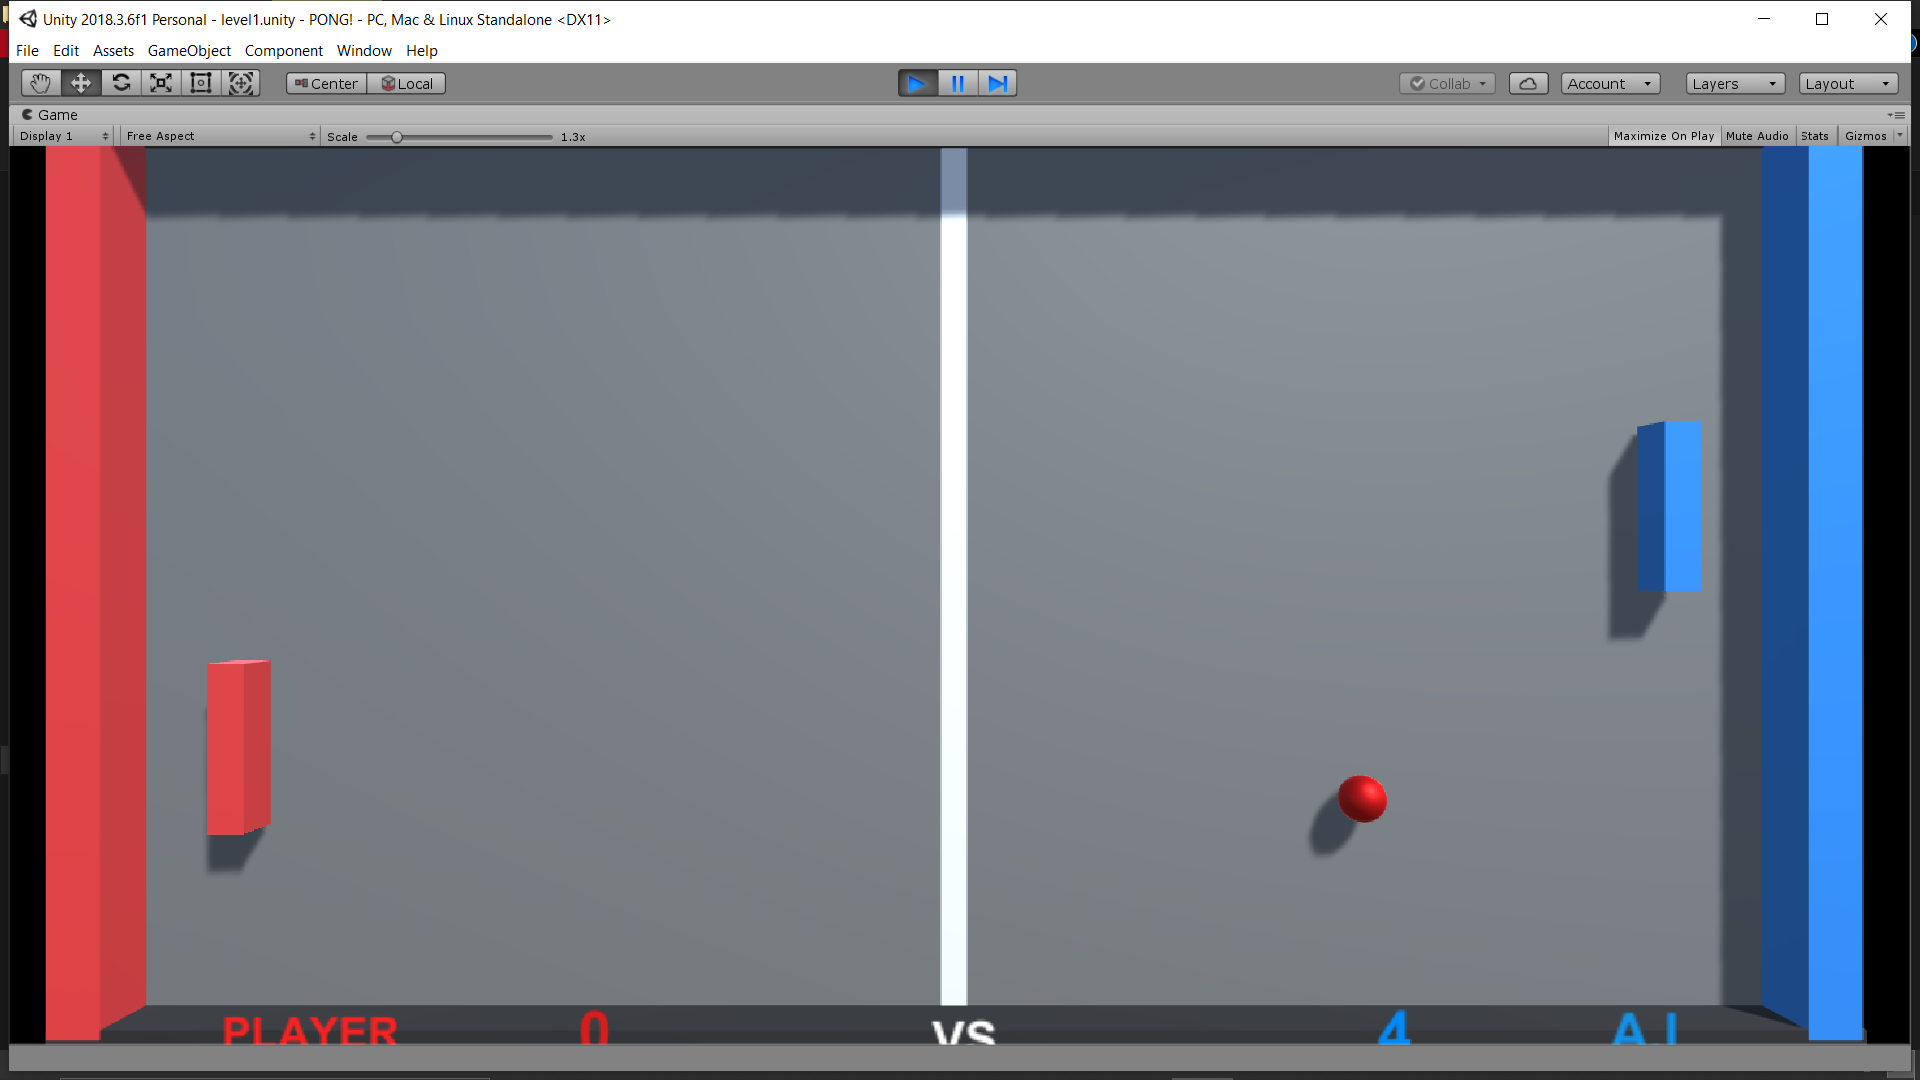 Unity 2018.3.6f1 Personal - level1.unity - PONG! - PC, Mac & Linux Standalone <DX11>
File Edit Assets GameObject Component Window Help
Center Local Collab Account Layers Layout
Game
Display 1 Free Aspect Scale 1.3x Maximize On Play Mute Audio Stats Gizmos
PLAYER 0 VS 4 A.I